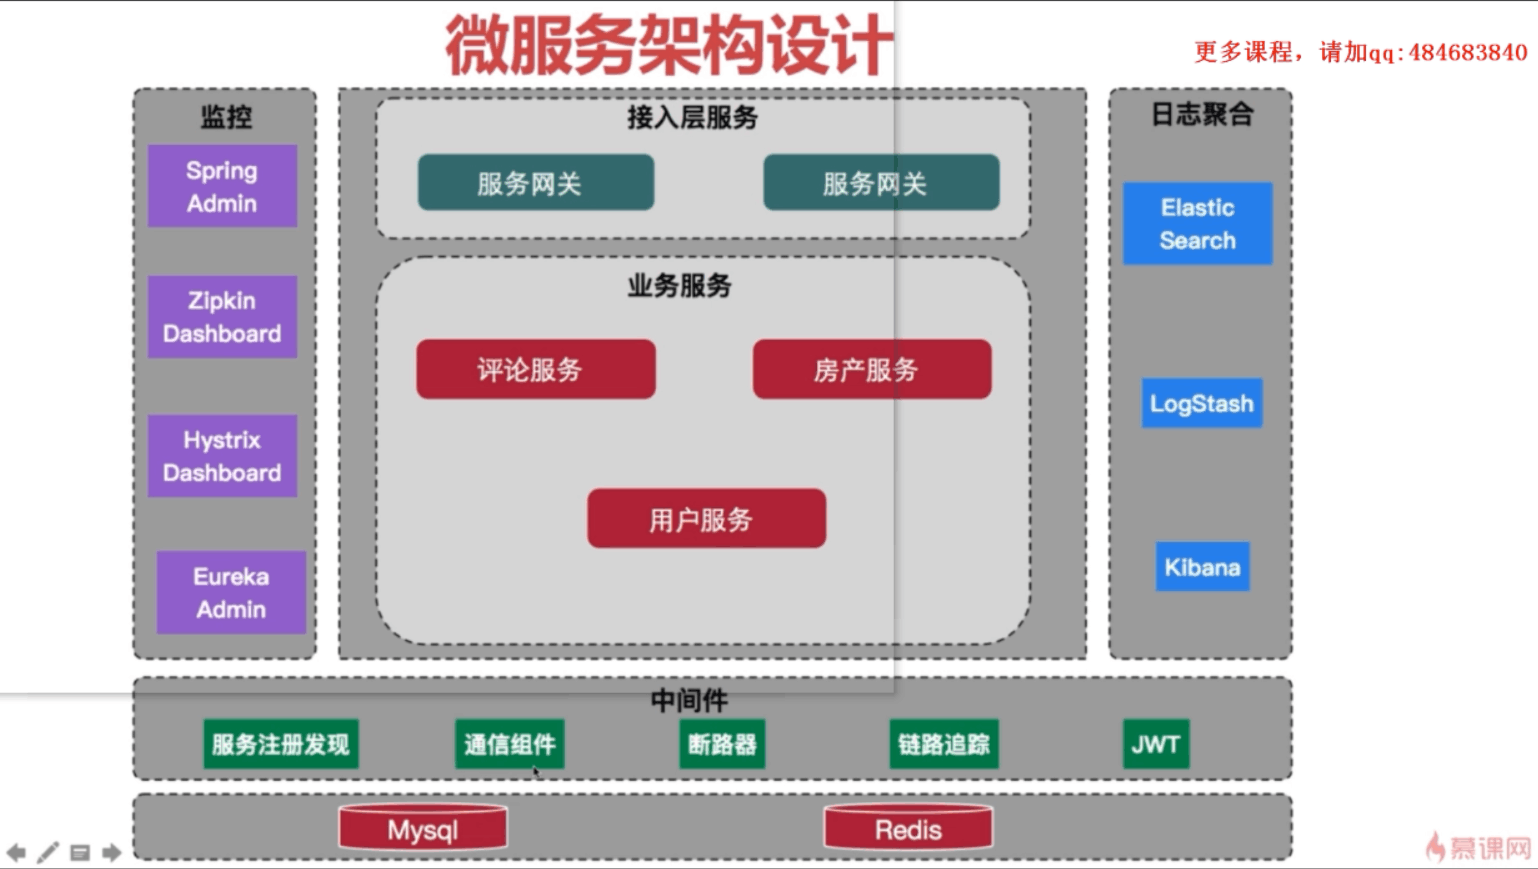 微服务架构设计
更多课程，请加qq:484683840
监控
Spring
Admin
Zipkin
Dashboard
Hystrix
Dashboard
Eureka
Admin
接入层服务
服务网关
服务网关
业务服务
评论服务
房产服务
用户服务
日志聚合
Elastic
Search
LogStash
Kibana
中间件
服务注册发现
通信组件
断路器
链路追踪
JWT
Mysql
Redis
慕课网